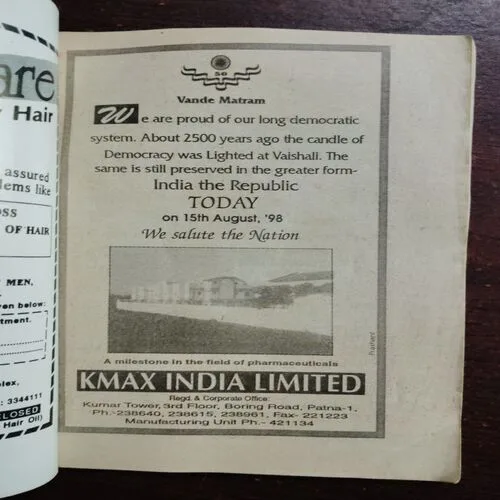 are
Hair
assured
lems like
OSS
OF HAIR
MEN,
en below:
tment.
lex,
: 3344111
CLOSED
Hair Oil)
50
Vande Matram
We are proud of our long democratic
system. About 2500 years ago the candle of
Democracy was Lighted at Vaishali. The
same is still preserved in the greater form-
India the Republic
TODAY
on 15th August, '98
We salute the Nation
A milestone in the field of pharmaceuticals
KMAX INDIA LIMITED
Regd. & Corporate Office:
Kumar Tower, 3rd Floor, Boring Road, Patna-1.
Ph.-238640, 238615, 238961, Fax- 221223
Manufacturing Unit Ph.- 421134